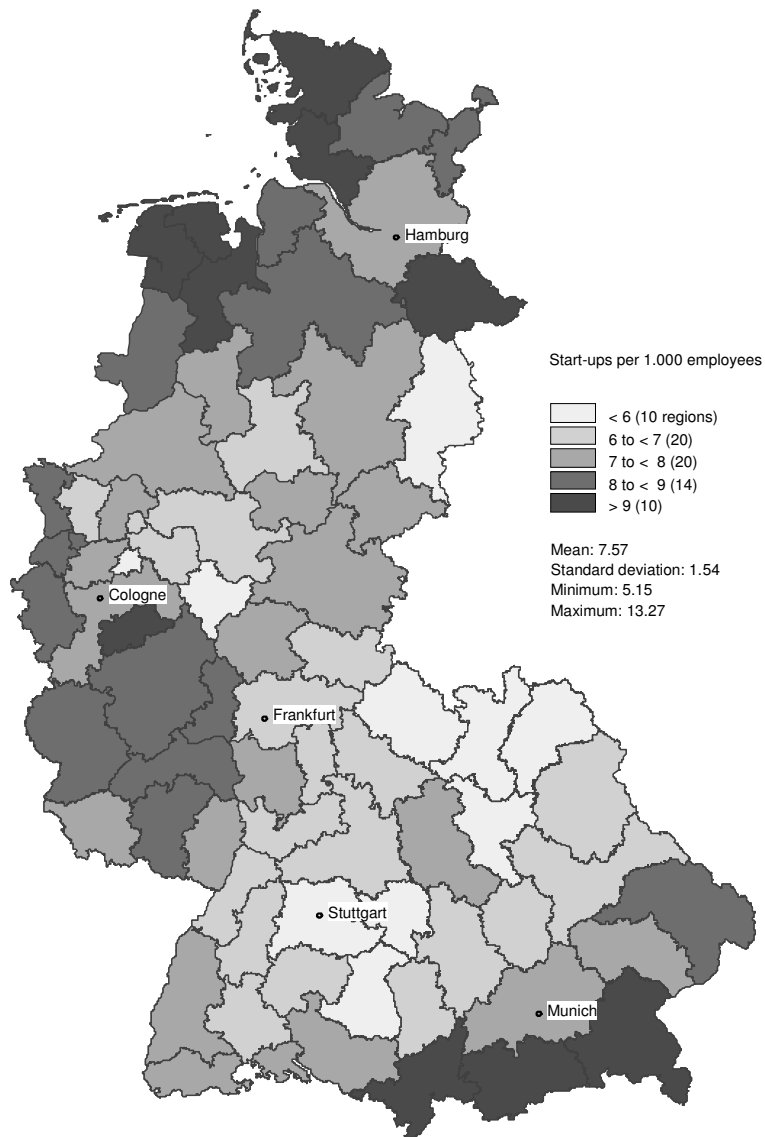 Hamburg
Start-ups per 1.000 employees
< 6 (10 regions)
6 to < 7 (20)
7 to < 8 (20)
8 to < 9 (14)
> 9 (10)
Mean: 7.57
Standard deviation: 1.54
Minimum: 5.15
Maximum: 13.27
Cologne
Frankfurt
Stuttgart
Munich